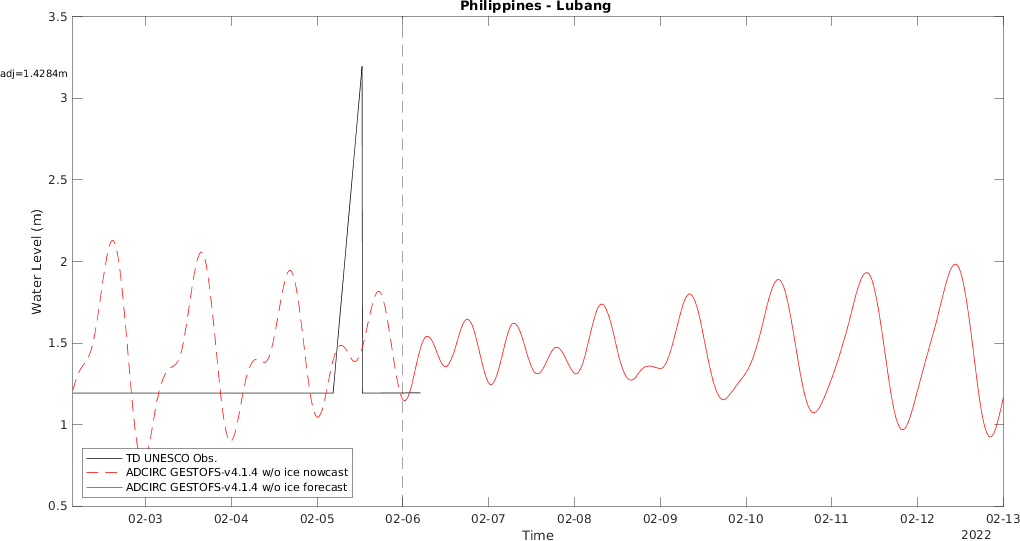 Philippines - Lubang
adj=1.4284m
3.5
3
2.5
2
1.5
1
0.5
Water Level (m)
TD UNESCO Obs.
ADCIRC GESTOFS-v4.1.4 w/o ice nowcast
ADCIRC GESTOFS-v4.1.4 w/o ice forecast
02-03 02-04 02-05 02-06 02-07 02-08 02-09 02-10 02-11 02-12 02-13
Time
2022